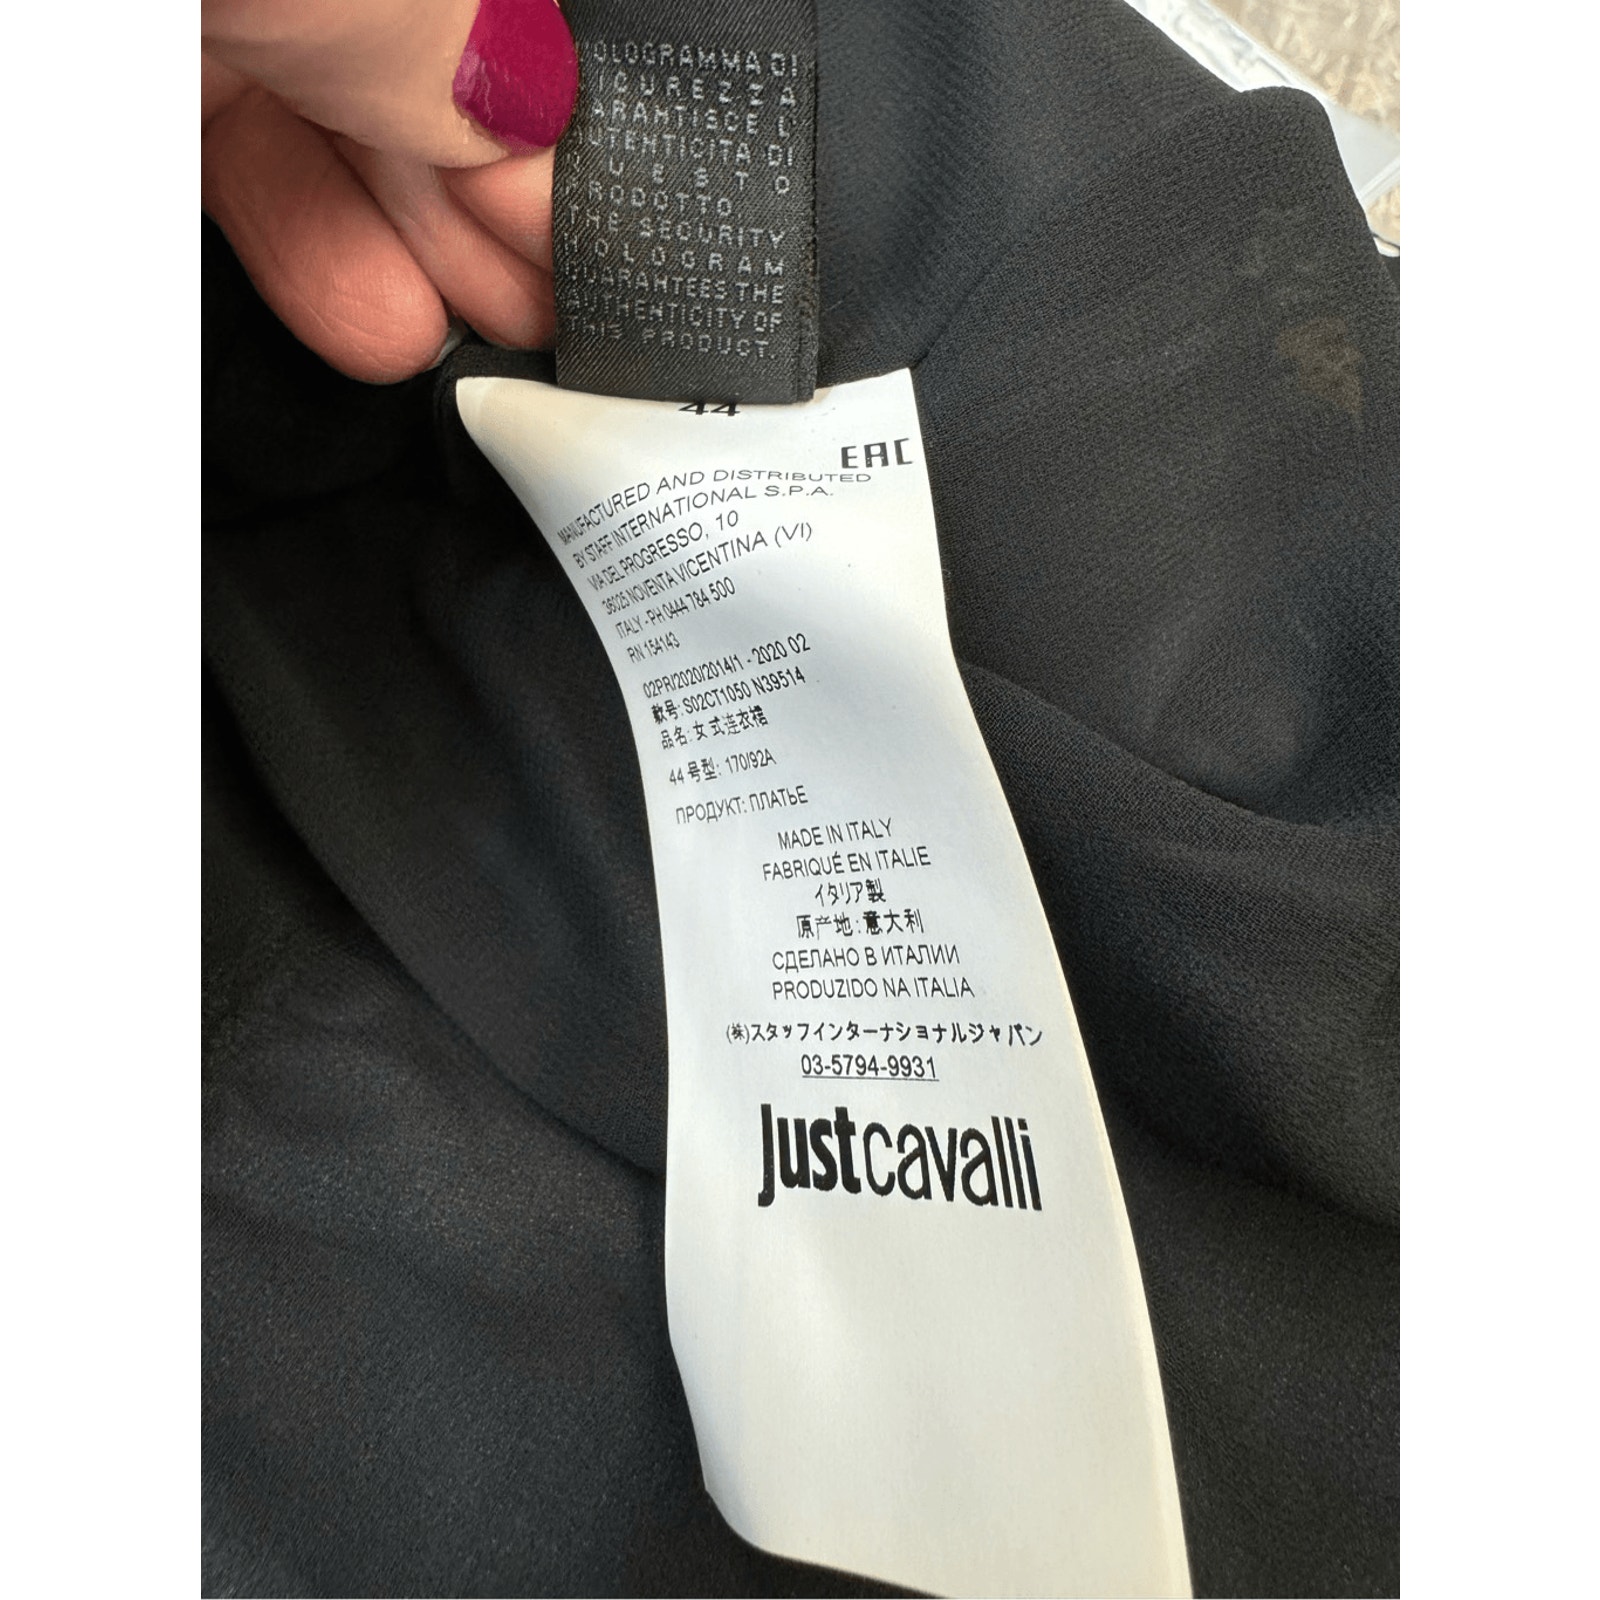 OLOGRAMMA DI
SICUREZZA
GARANTISCE L'
AUTENTICITA DI
QUESTO
PRODOTTO.
THE SECURITY
HOLOGRAM
GUARANTEES THE
AUTHENTICITY OF
THIS PRODUCT.
44
EAC
MANUFACTURED AND DISTRIBUTED
BY STAFF INTERNATIONAL S.P.A.
VIA DEL PROGRESSO, 10
36025 NOVENTA VICENTINA (VI)
ITALY - PH 0444 784 500
RN 154143
02PR/2020/2014/1 - 2020 02
款号: S02CT1050 N39514
品名: 女式连衣裙
44 号型: 170/92A
ПРОДУКТ: ПЛАТЬЕ
MADE IN ITALY
FABRIQUÉ EN ITALIE
イタリア製
原产地: 意大利
СДЕЛАНО В ИТАЛИИ
PRODUZIDO NA ITALIA
(株)スタッフインターナショナルジャパン
03-5794-9931
justcavalli